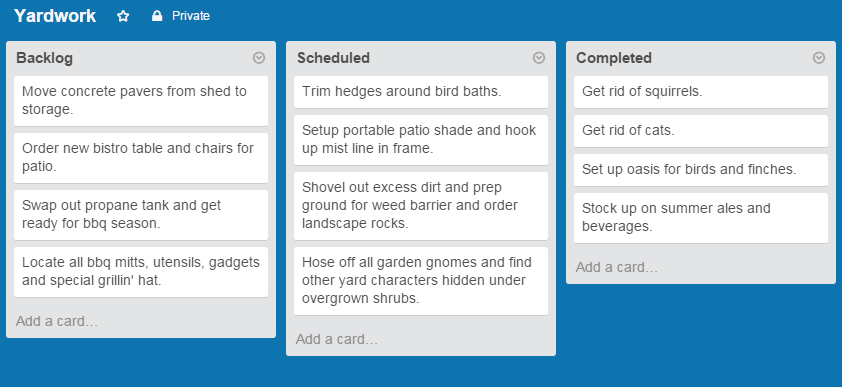 Yardwork
Private
Backlog
Move concrete pavers from shed to
storage.
Order new bistro table and chairs for
patio.
Swap out propane tank and get
ready for bbq season.
Locate all bbq mitts, utensils, gadgets
and special grillin' hat.
Add a card…
Scheduled
Trim hedges around bird baths.
Setup portable patio shade and hook
up mist line in frame.
Shovel out excess dirt and prep
ground for weed barrier and order
landscape rocks.
Hose off all garden gnomes and find
other yard characters hidden under
overgrown shrubs.
Add a card…
Completed
Get rid of squirrels.
Get rid of cats.
Set up oasis for birds and finches.
Stock up on summer ales and
beverages.
Add a card…